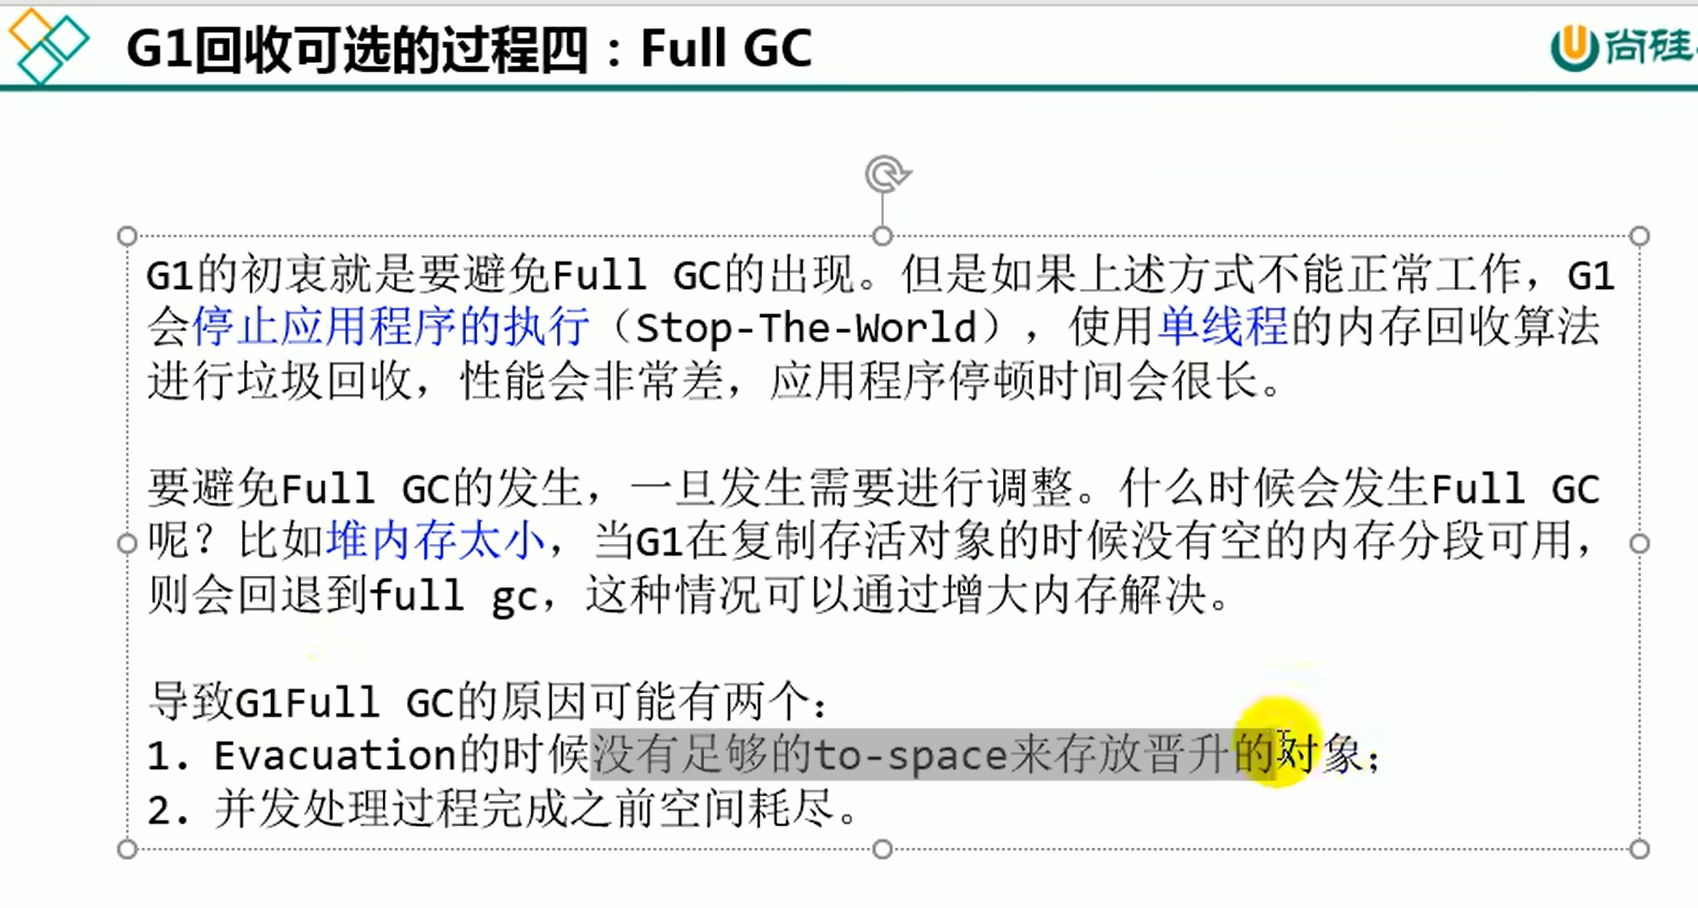 G1回收可选的过程四：Full GC
尚硅
G1的初衷就是要避免Full GC的出现。但是如果上述方式不能正常工作，G1
会停止应用程序的执行（Stop-The-World），使用单线程的内存回收算法
进行垃圾回收，性能会非常差，应用程序停顿时间会很长。
要避免Full GC的发生，一旦发生需要进行调整。什么时候会发生Full GC
呢？比如堆内存太小，当G1在复制存活对象的时候没有空的内存分段可用，
则会回退到full gc，这种情况可以通过增大内存解决。
导致G1Full GC的原因可能有两个：
1. Evacuation的时候没有足够的to-space来存放晋升的对象；
2. 并发处理过程完成之前空间耗尽。